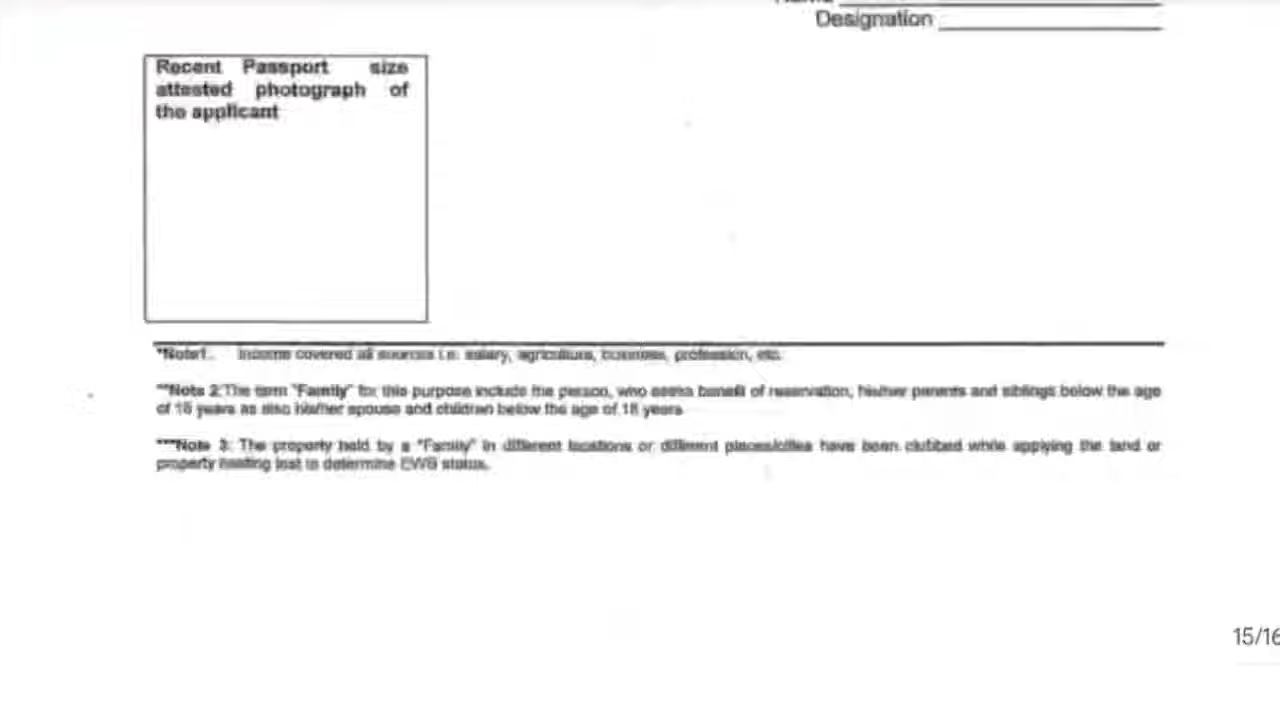 Name
Designation
Recent Passport size
attested photograph of
the applicant
*Note1. Income covered all sources i.e. salary, agriculture, business, profession, etc.
**Note 2:The term "Family" for this purpose include the person, who seeks benefit of reservation, his/her parents and siblings below the age
of 18 years as also his/her spouse and children below the age of 18 years
***Note 3: The property held by a "Family" in different locations or different places/cities have been clubbed while applying the land or
property holding test to determine EWS status.
15/16